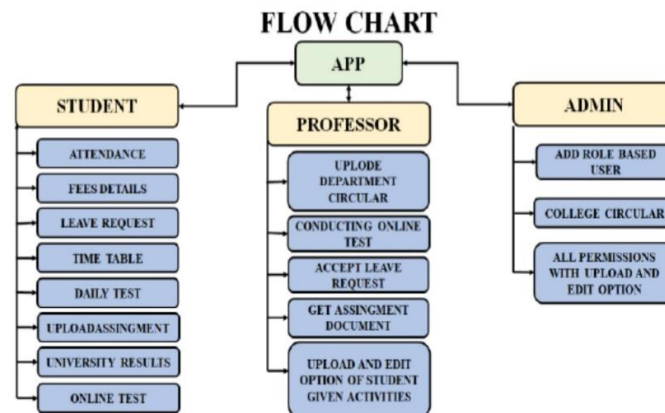 FLOW CHART
APP
STUDENT
ATTENDANCE
FEES DETAILS
LEAVE REQUEST
TIME TABLE
DAILY TEST
UPLOADASSINGMENT
UNIVERSITY RESULTS
ONLINE TEST
PROFESSOR
UPLODE
DEPARTMENT
CIRCULAR
CONDUCTING ONLINE
TEST
ACCEPT LEAVE
REQUEST
GET ASSINGMENT
DOCUMENT
UPLOAD AND EDIT
OPTION OF STUDENT
GIVEN ACTIVITIES
ADMIN
ADD ROLE BASED
USER
COLLEGE CIRCULAR
ALL PERMISSIONS
WITH UPLOAD AND
EDIT OPTION